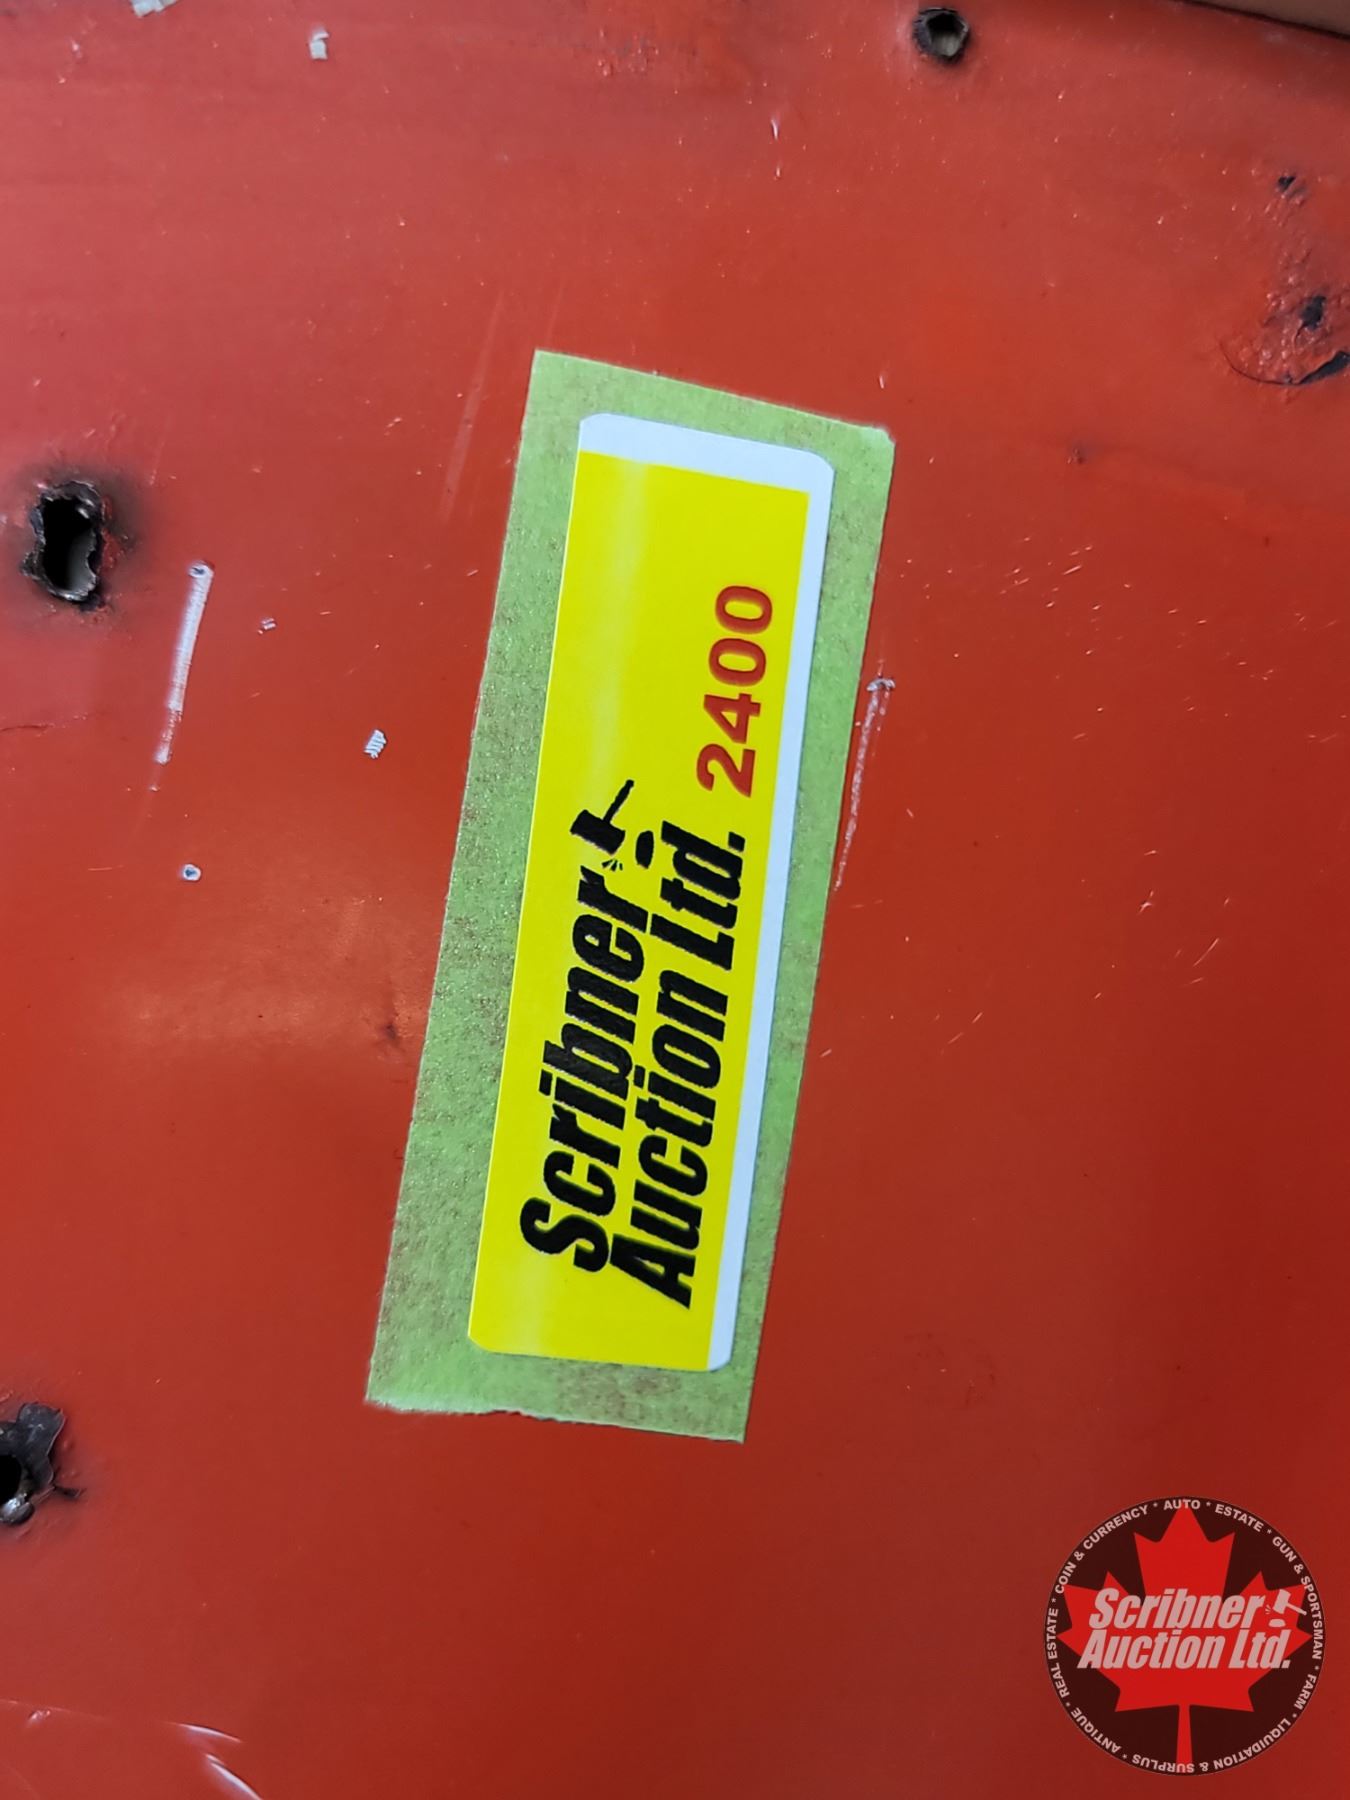 Scribner
Auction Ltd. 2400
COIN & CURRENCY * AUTO * ESTATE * GUN & SPORTSMAN * FARM * LIQUIDATION & SURPLUS * ANTIQUE * REAL ESTATE *
Scribner
Auction Ltd.